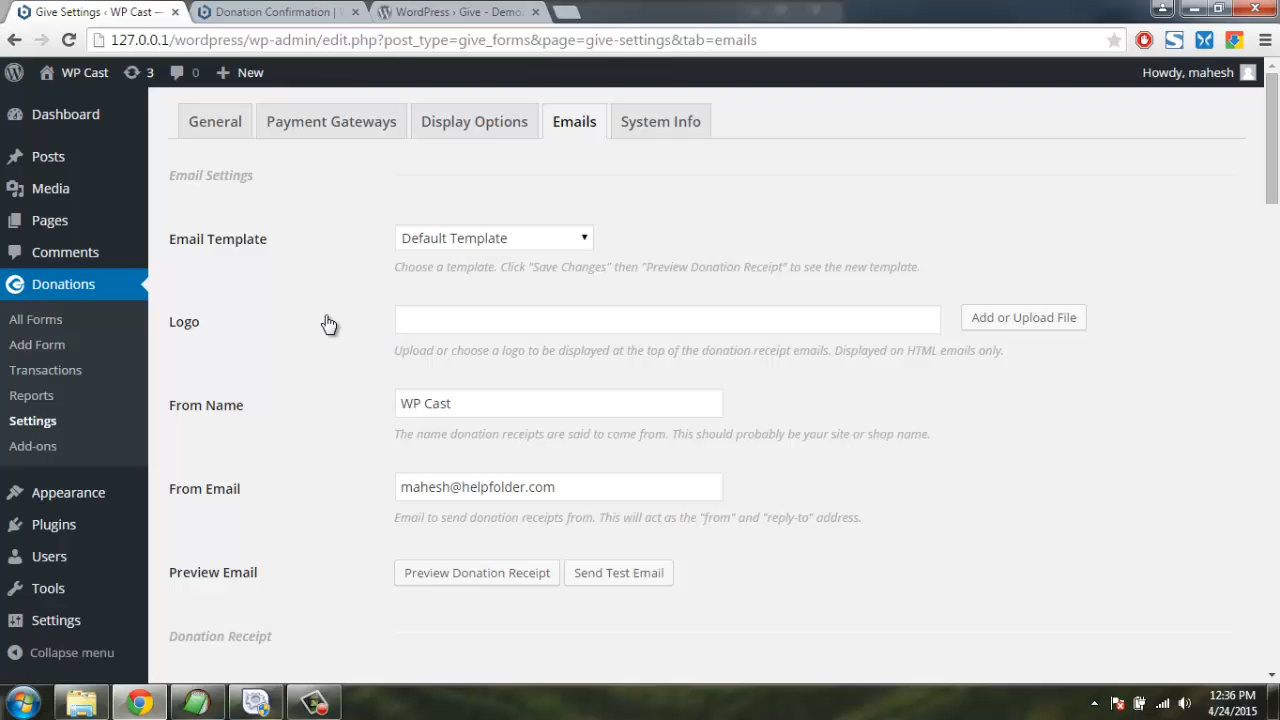 Give Settings ‹ WP Cast —
Donation Confirmation |
WordPress › Give - Demo
127.0.0.1/wordpress/wp-admin/edit.php?post_type=give_forms&page=give-settings&tab=emails
WP Cast
3
0
New
Howdy, mahesh
Dashboard
Posts
Media
Pages
Comments
Donations
All Forms
Add Form
Transactions
Reports
Settings
Add-ons
Appearance
Plugins
Users
Tools
Settings
Collapse menu
General
Payment Gateways
Display Options
Emails
System Info
Email Settings
Email Template
Default Template
Choose a template. Click "Save Changes" then "Preview Donation Receipt" to see the new template.
Logo
Add or Upload File
Upload or choose a logo to be displayed at the top of the donation receipt emails. Displayed on HTML emails only.
From Name
WP Cast
The name donation receipts are said to come from. This should probably be your site or shop name.
From Email
mahesh@helpfolder.com
Email to send donation receipts from. This will act as the "from" and "reply-to" address.
Preview Email
Preview Donation Receipt
Send Test Email
Donation Receipt
12:36 PM
4/24/2015